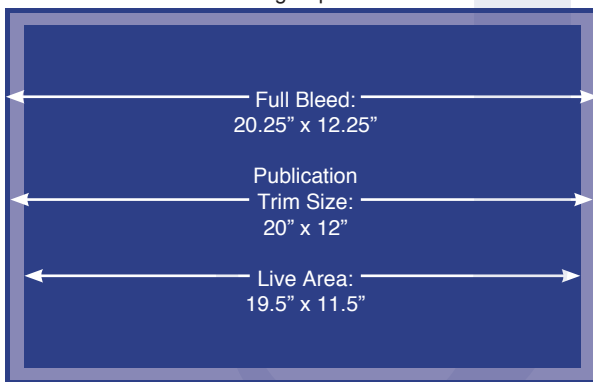 Full Bleed:
20.25” x 12.25”
Publication
Trim Size:
20” x 12”
Live Area:
19.5” x 11.5”